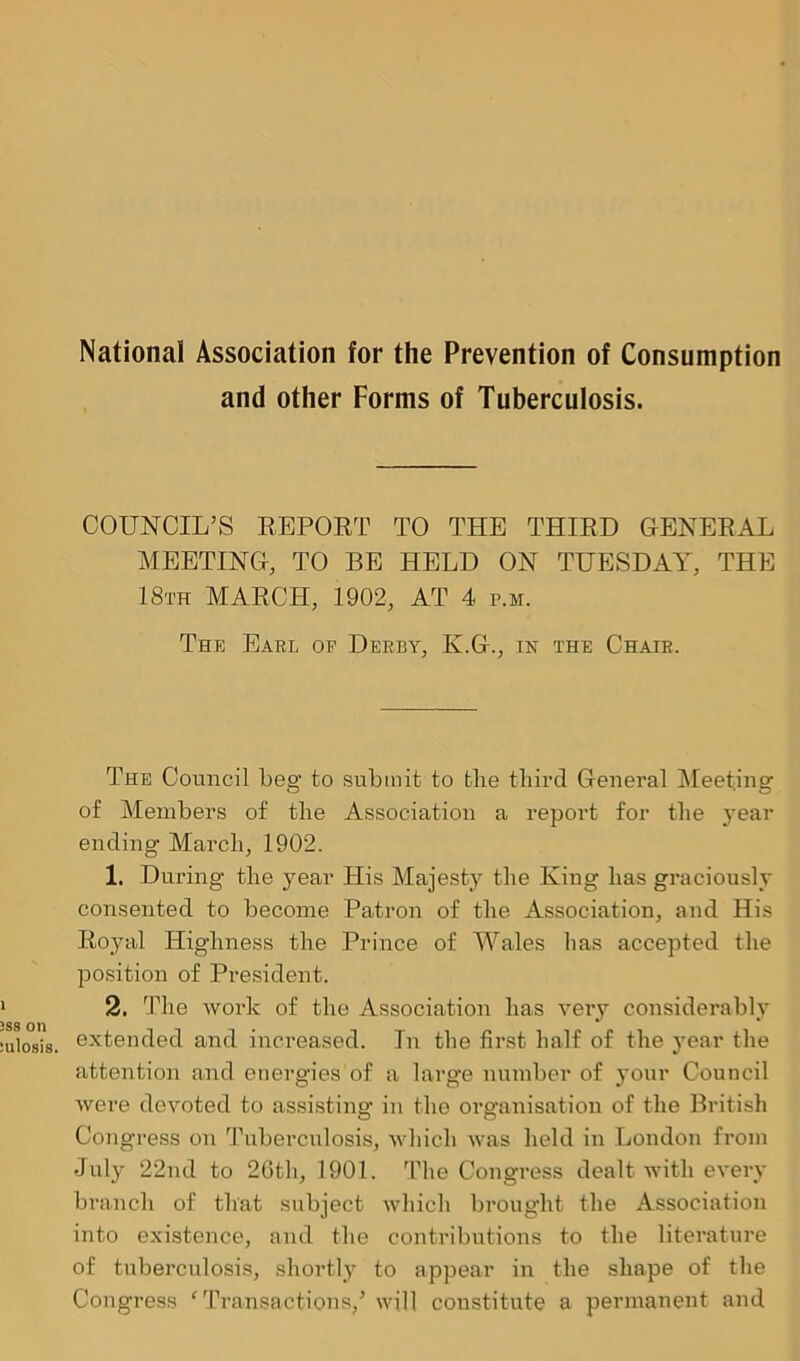 National Association for the Prevention of Consumption
and other Forms of Tuberculosis.
COUNCIL'S REPORT TO THE THIRD GENERAL
MEETING, TO BE HELD ON TUESDAY, THE
18TH MARCH, 1902, AT 4 P.M.
THE EARL OF DERBY, K.G., IN THE CHAIR.
THE Council beg to submit to the third General Meeting
of Members of the Association a report for the year
ending March, 1902.
1. During the year His Majesty the King has graciously
consented to become Patron of the Association, and His
Royal Highness the Prince of Wales has accepted the
position of President.
2. The work of the Association has very considerably
ess on
culosis.
extended and increased. In the first half of the year the
attention and energies of a large number of your Council
were devoted to assisting in the organisation of the British
Congress on Tuberculosis, which was held in London from
July 22nd to 26th, 1901. The Congress dealt with every
branch of that subject which brought the Association
into existence, and the contributions to the literature
of tuberculosis, shortly to appear in the shape of the
Congress 'Transactions,' will constitute a permanent and